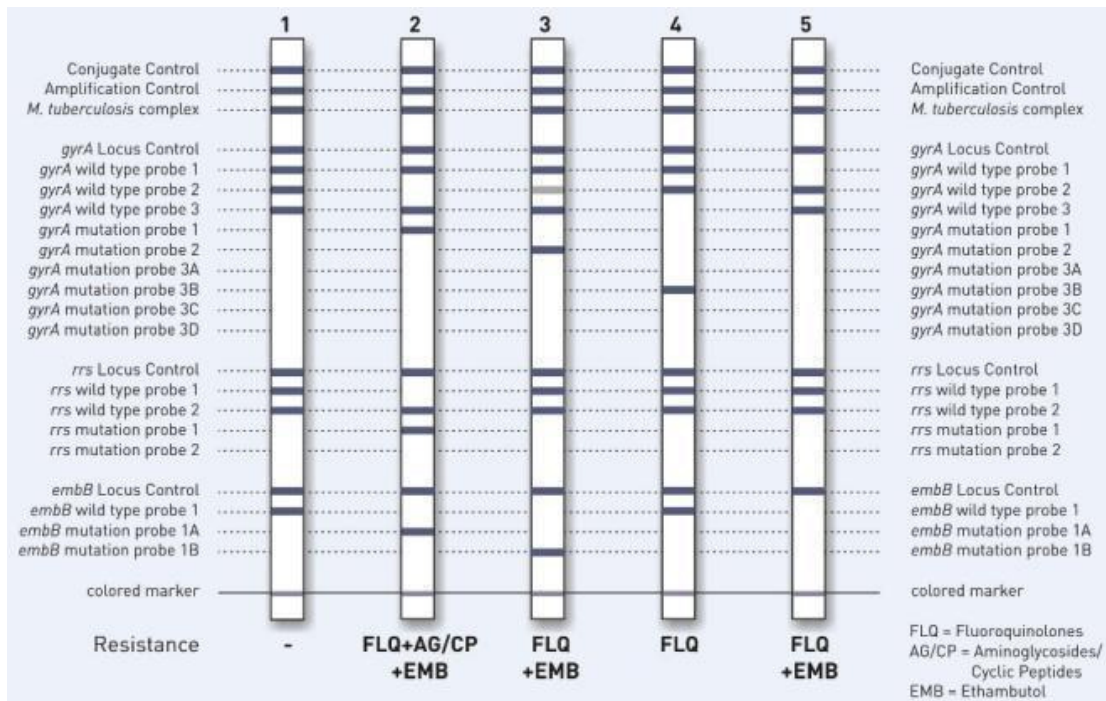 1 2 3 4 5
Conjugate Control Conjugate Control
Amplification Control Amplification Control
M. tuberculosis complex M. tuberculosis complex
gyrA Locus Control gyrA Locus Control
gyrA wild type probe 1 gyrA wild type probe 1
gyrA wild type probe 2 gyrA wild type probe 2
gyrA wild type probe 3 gyrA wild type probe 3
gyrA mutation probe 1 gyrA mutation probe 1
gyrA mutation probe 2 gyrA mutation probe 2
gyrA mutation probe 3A gyrA mutation probe 3A
gyrA mutation probe 3B gyrA mutation probe 3B
gyrA mutation probe 3C gyrA mutation probe 3C
gyrA mutation probe 3D gyrA mutation probe 3D
rrs Locus Control rrs Locus Control
rrs wild type probe 1 rrs wild type probe 1
rrs wild type probe 2 rrs wild type probe 2
rrs mutation probe 1 rrs mutation probe 1
rrs mutation probe 2 rrs mutation probe 2
embB Locus Control embB Locus Control
embB wild type probe 1 embB wild type probe 1
embB mutation probe 1A embB mutation probe 1A
embB mutation probe 1B embB mutation probe 1B
colored marker colored marker
Resistance - FLQ+AG/CP FLQ FLQ FLQ
+EMB +EMB +EMB
FLQ = Fluoroquinolones
AG/CP = Aminoglycosides/
Cyclic Peptides
EMB = Ethambutol